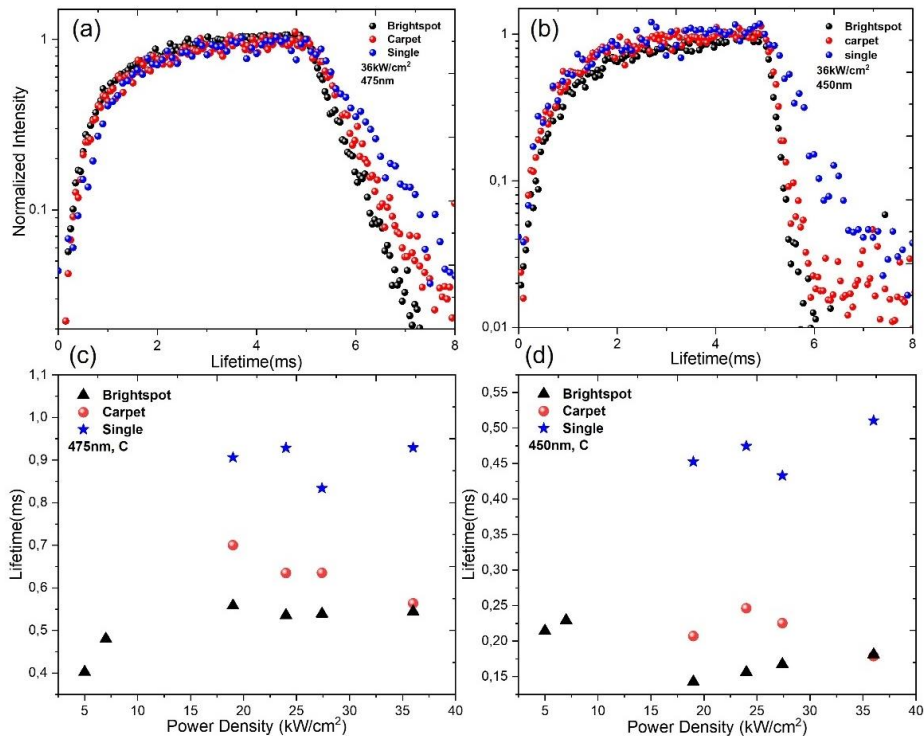 (a)
Brightspot
Carpet
Single
36kW/cm²
475nm
1
0.1
Normalized Intensity
0 2 4 6 8
Lifetime(ms)
(b)
Brightspot
carpet
single
36kW/cm²
450nm
1
0,1
0,01
0 2 4 6 8
Lifetime(ms)
(c)
Brightspot
Carpet
Single
475nm, C
1,1
1,0
0,9
0,8
0,7
0,6
0,5
0,4
Lifetime(ms)
5 10 15 20 25 30 35 40
Power Density (kW/cm²)
(d)
Brightspot
Carpet
Single
450nm, C
0,55
0,50
0,45
0,40
0,35
0,30
0,25
0,20
0,15
Lifetime(ms)
5 10 15 20 25 30 35 40
Power Density (kW/cm²)